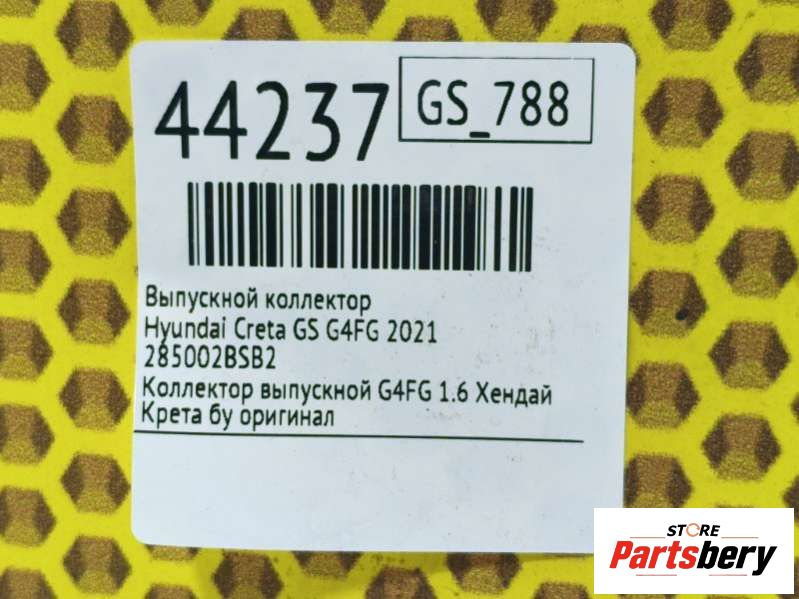 44237
GS_788
Выпускной коллектор
Hyundai Creta GS G4FG 2021
285002BSB2
Коллектор выпускной G4FG 1.6 Хендай
Крета бу оригинал
STORE
Partsbery